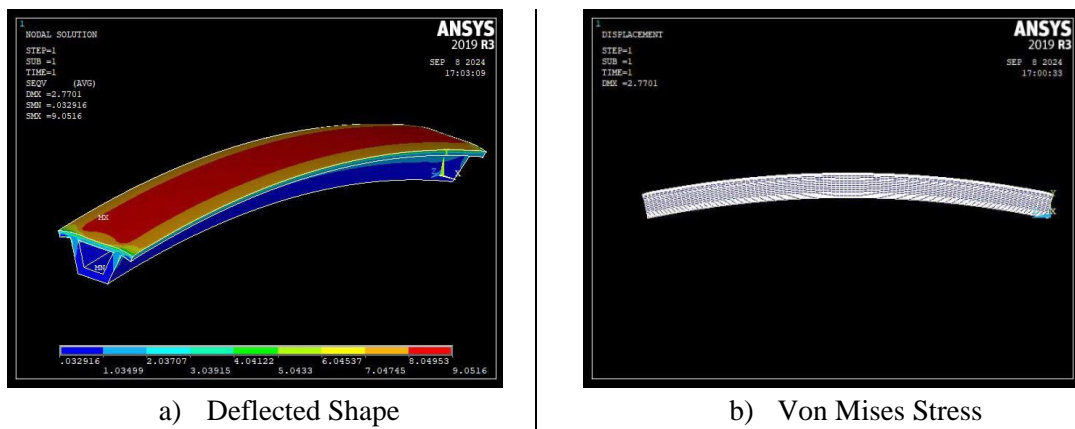 1
NODAL SOLUTION
STEP=1
SUB =1
TIME=1
SEQV (AVG)
DMX =2.7701
SMN =.032916
SMX =9.0516
ANSYS
2019 R3
SEP 8 2024
17:03:09
MX
MN
Y
Z
X
.032916 2.03707 4.04122 6.04537 8.04953
1.03499 3.03915 5.0433 7.04745 9.0516
a) Deflected Shape
1
DISPLACEMENT
STEP=1
SUB =1
TIME=1
DMX =2.7701
ANSYS
2019 R3
SEP 8 2024
17:00:33
Y
X
b) Von Mises Stress